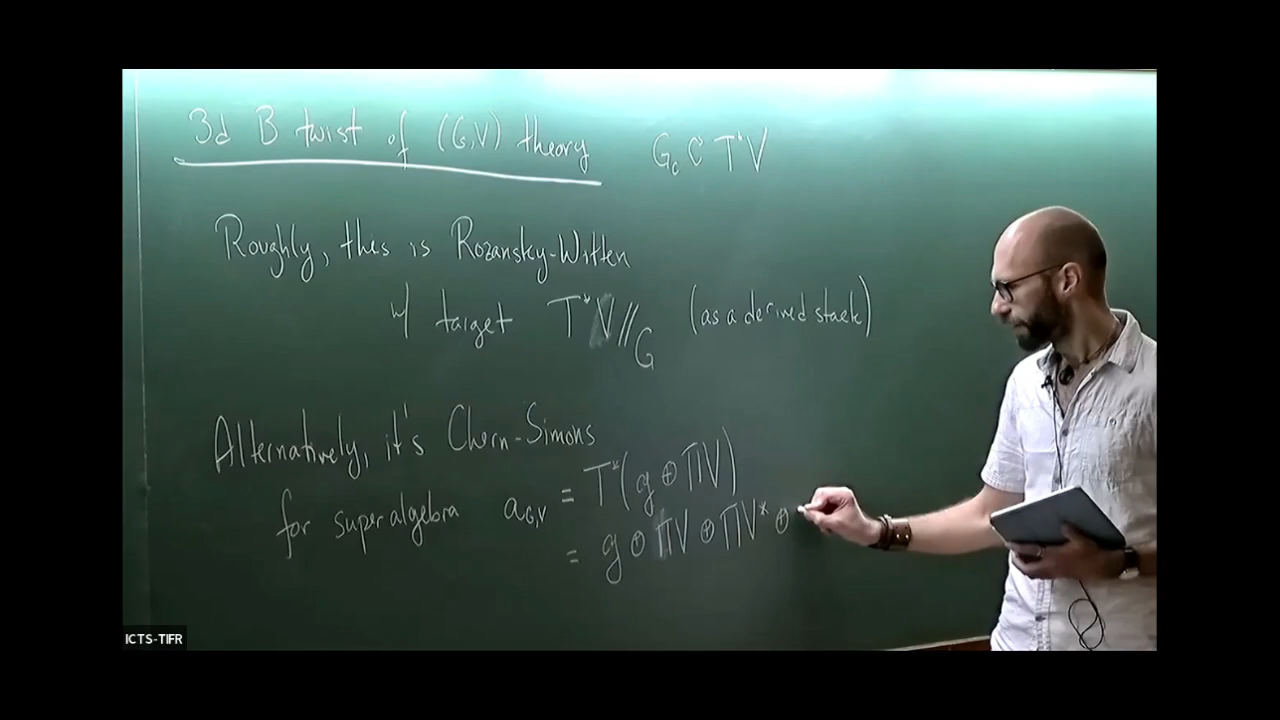 3d B twist of (G,V) theory G_c ↻ T*V
Roughly, this is Rozansky-Witten
w/ target T*V//G (as a derived stack)
Alternatively, it's Chern-Simons
for superalgebra a_{G,V} = T*(g ⊕ ΠV)
= g ⊕ ΠV ⊕ ΠV* ⊕
ICTS-TIFR